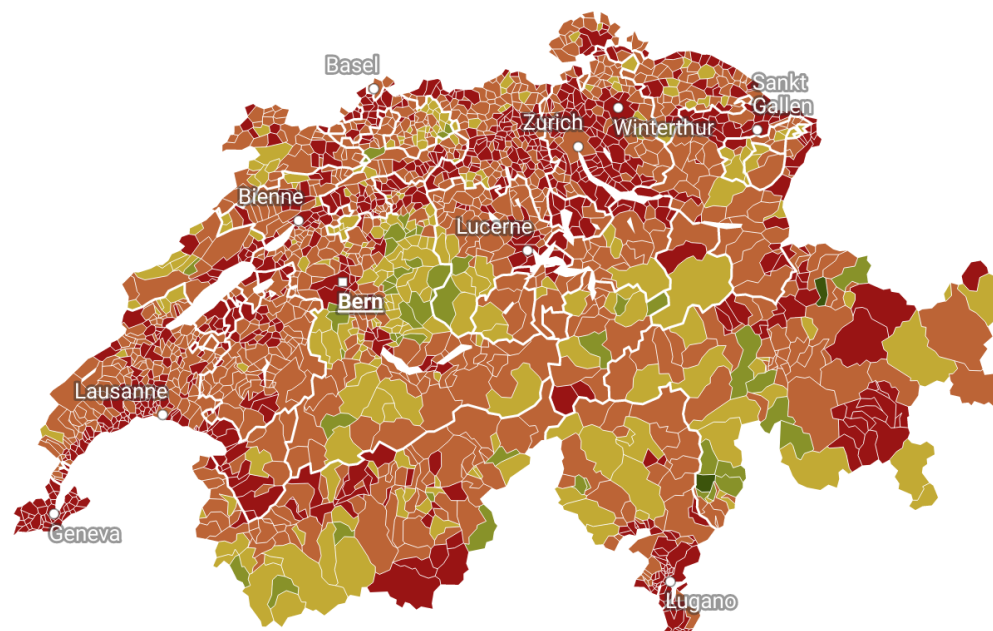 Basel
Sankt
Gallen
Zurich
Winterthur
Bienne
Lucerne
Bern
Lausanne
Geneva
Lugano